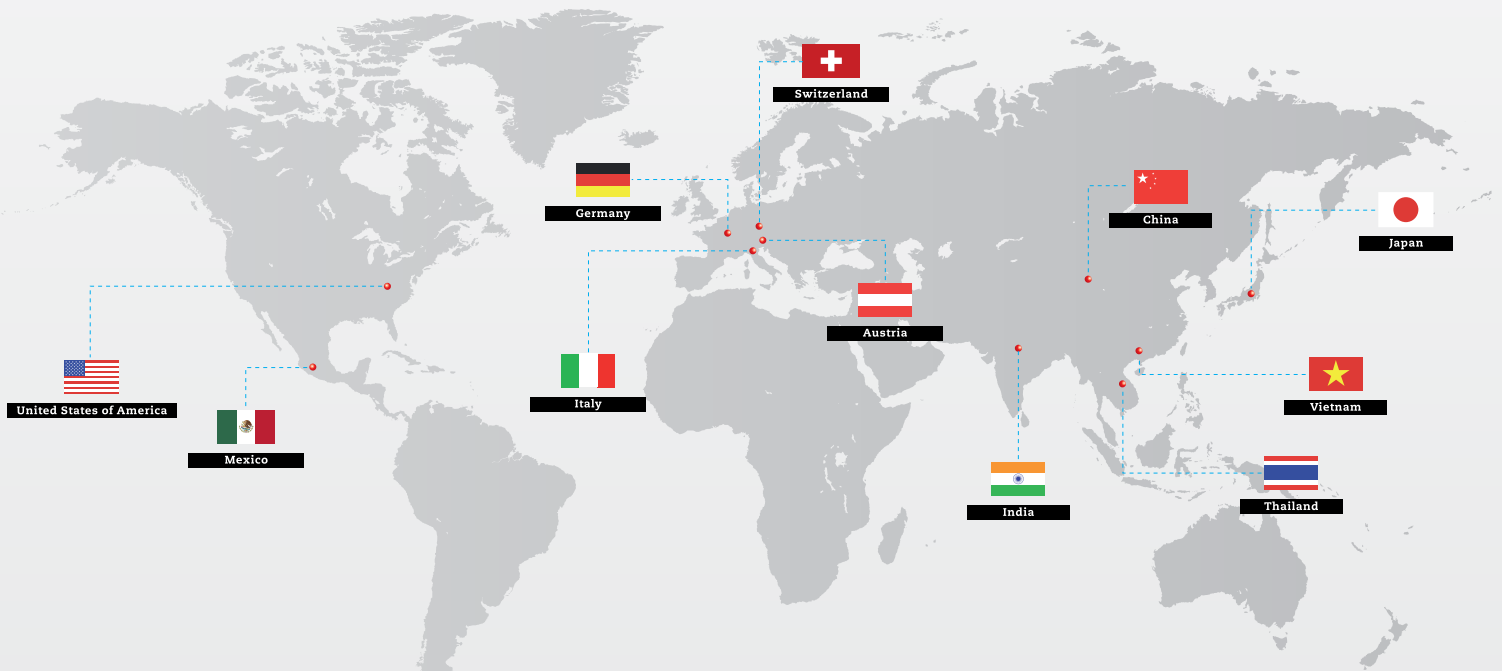 Switzerland
Germany
China
Japan
Austria
United States of America
Italy
Vietnam
Mexico
Thailand
India